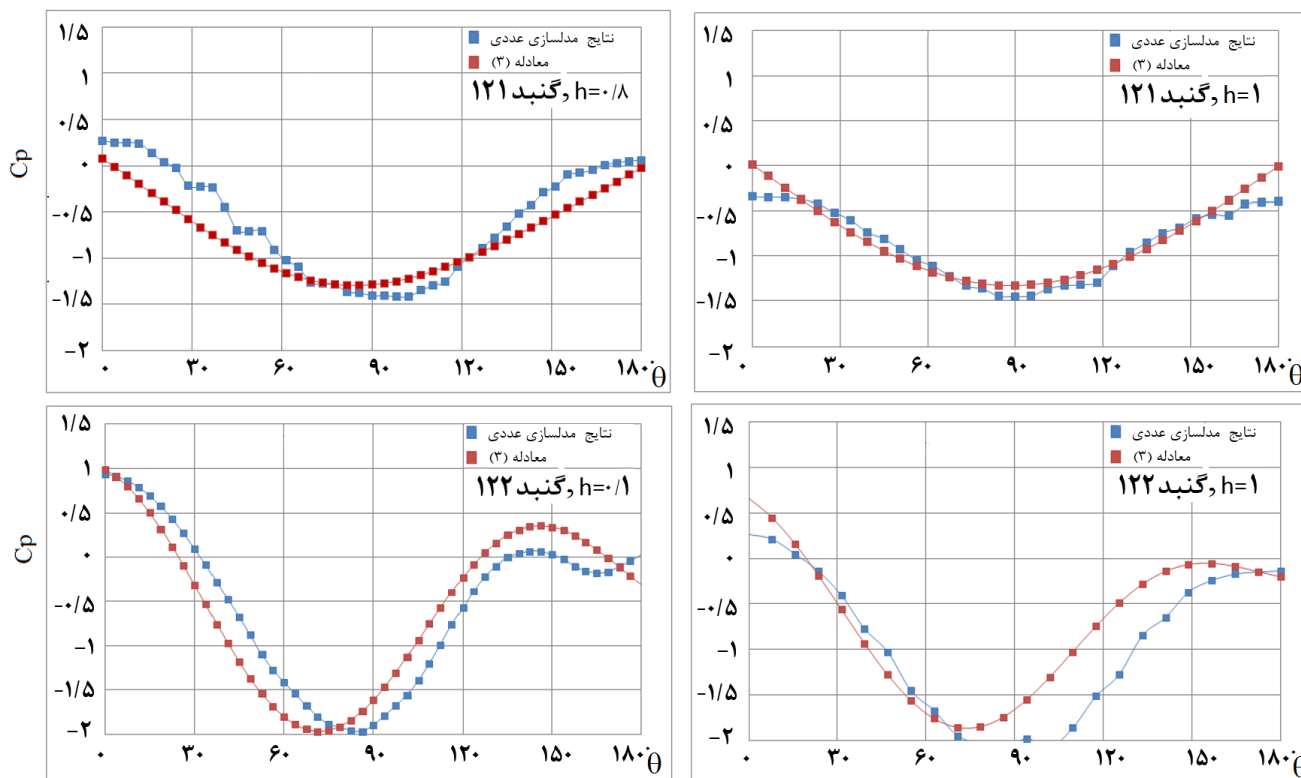 ۱/۵
۱
۰/۵
۰
-۰/۵
-۱
-۱/۵
-۲
Cp
نتایج مدلسازی عددی
معادله (۳)
گنبد ۱۲۱, h=۰/۸
۰ ۳۰ ۶۰ ۹۰ ۱۲۰ ۱۵۰ ۱۸۰ θ
۱/۵
۱
۰/۵
۰
-۰/۵
-۱
-۱/۵
-۲
نتایج مدلسازی عددی
معادله (۳)
گنبد ۱۲۱, h=۱
۰ ۳۰ ۶۰ ۹۰ ۱۲۰ ۱۵۰ ۱۸۰ θ
۱/۵
۱
۰/۵
۰
-۰/۵
-۱
-۱/۵
-۲
Cp
نتایج مدلسازی عددی
معادله (۳)
گنبد ۱۲۲, h=۰/۱
۰ ۳۰ ۶۰ ۹۰ ۱۲۰ ۱۵۰ ۱۸۰ θ
۱/۵
۱
۰/۵
۰
-۰/۵
-۱
-۱/۵
-۲
نتایج مدلسازی عددی
معادله (۳)
گنبد ۱۲۲, h=۱
۰ ۳۰ ۶۰ ۹۰ ۱۲۰ ۱۵۰ ۱۸۰ θ